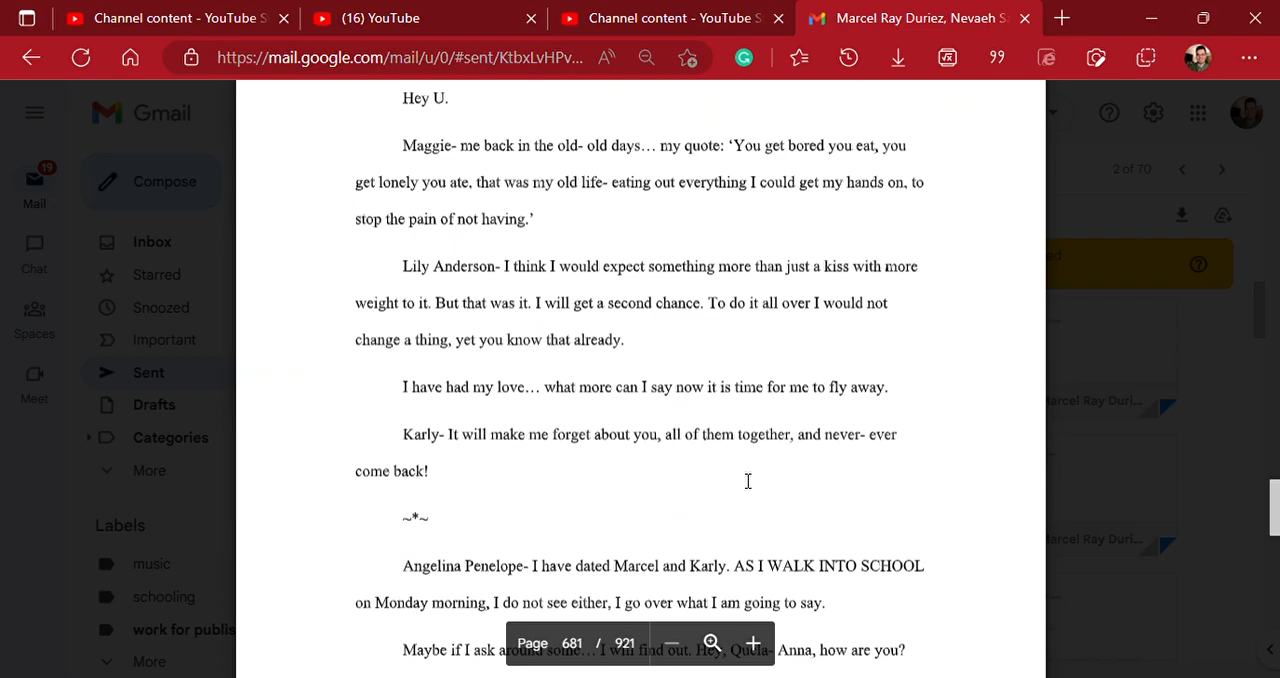 Channel content - YouTube S
(16) YouTube
Channel content - YouTube S
Marcel Ray Duriez, Nevaeh S
https://mail.google.com/mail/u/0/#sent/KtbxLvHPv...
Gmail
Compose
19
Mail
Chat
Spaces
Meet
Inbox
Starred
Snoozed
Important
Sent
Drafts
Categories
More
Labels
music
schooling
work for publis
More
2 of 70
Hey U.
Maggie- me back in the old- old days… my quote: ‘You get bored you eat, you
get lonely you ate, that was my old life- eating out everything I could get my hands on, to
stop the pain of not having.’
Lily Anderson- I think I would expect something more than just a kiss with more
weight to it. But that was it. I will get a second chance. To do it all over I would not
change a thing, yet you know that already.
I have had my love… what more can I say now it is time for me to fly away.
Karly- It will make me forget about you, all of them together, and never- ever
come back!
~*~
Angelina Penelope- I have dated Marcel and Karly. AS I WALK INTO SCHOOL
on Monday morning, I do not see either, I go over what I am going to say.
Maybe if I ask around some… I will find out. Hey, Quela- Anna, how are you?
Page 681 / 921
ed
arcel Ray Duri...
arcel Ray Duri...